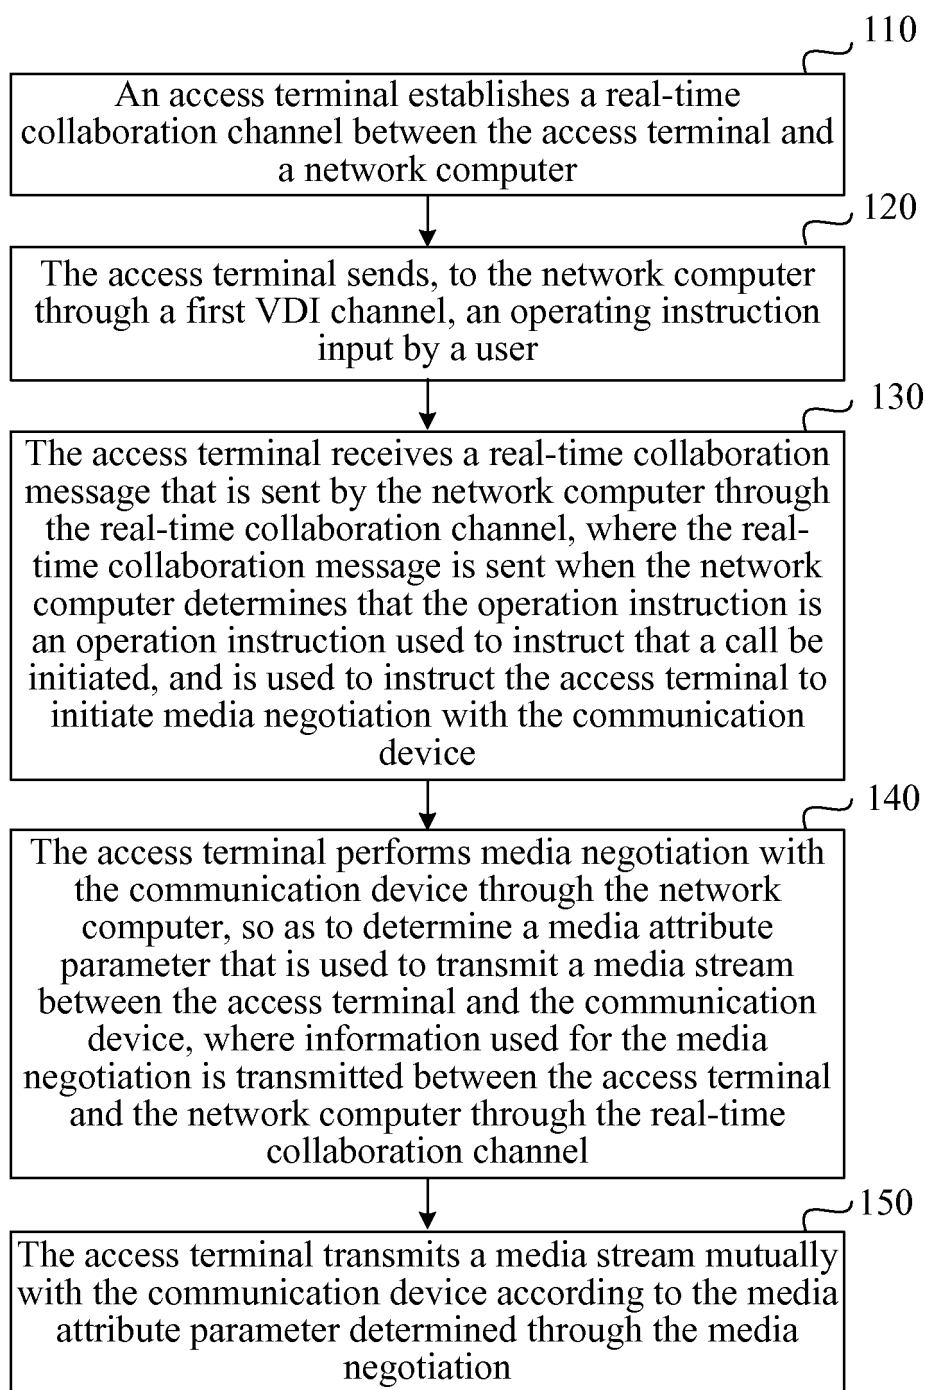 110
An access terminal establishes a real-time
collaboration channel between the access terminal and
a network computer
120
The access terminal sends, to the network computer
through a first VDI channel, an operating instruction
input by a user
130
The access terminal receives a real-time collaboration
message that is sent by the network computer through
the real-time collaboration channel, where the real-
time collaboration message is sent when the network
computer determines that the operation instruction is
an operation instruction used to instruct that a call be
initiated, and is used to instruct the access terminal to
initiate media negotiation with the communication
device
140
The access terminal performs media negotiation with
the communication device through the network
computer, so as to determine a media attribute
parameter that is used to transmit a media stream
between the access terminal and the communication
device, where information used for the media
negotiation is transmitted between the access terminal
and the network computer through the real-time
collaboration channel
150
The access terminal transmits a media stream mutually
with the communication device according to the media
attribute parameter determined through the media
negotiation